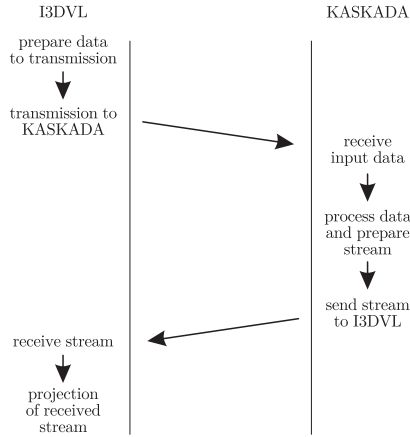 I3DVL
KASKADA
prepare data
to transmission
transmission to
KASKADA
receive
input data
process data
and prepare
stream
send stream
to I3DVL
receive stream
projection
of received
stream